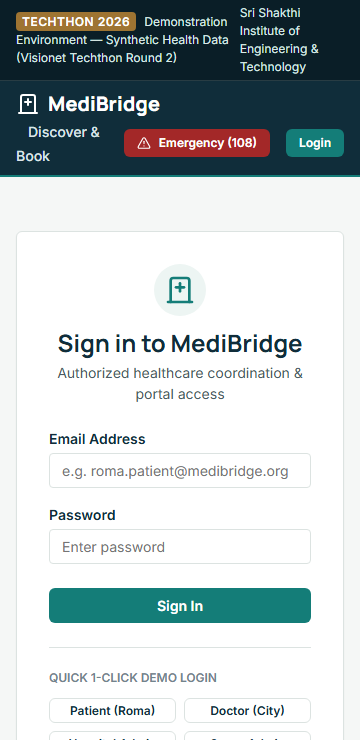 TECHTHON 2026 Demonstration
Environment — Synthetic Health Data
(Visionet Techthon Round 2)
Sri Shakthi
Institute of
Engineering &
Technology
MediBridge
Discover &
Book
Emergency (108)
Login
Sign in to MediBridge
Authorized healthcare coordination &
portal access
Email Address
e.g. roma.patient@medibridge.org
Password
Enter password
Sign In
QUICK 1-CLICK DEMO LOGIN
Patient (Roma)
Doctor (City)